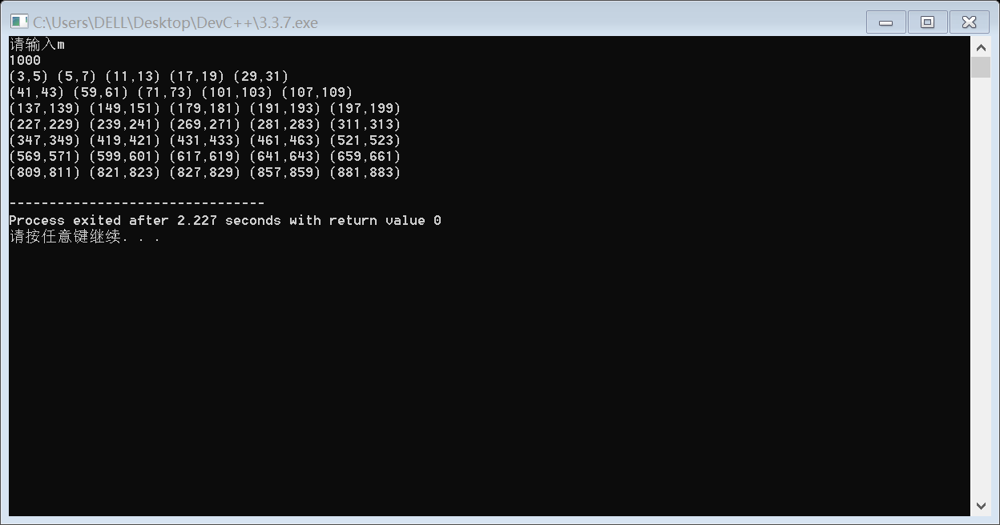 C:\Users\DELL\Desktop\DevC++\3.3.7.exe
请输入m
1000
(3,5) (5,7) (11,13) (17,19) (29,31)
(41,43) (59,61) (71,73) (101,103) (107,109)
(137,139) (149,151) (179,181) (191,193) (197,199)
(227,229) (239,241) (269,271) (281,283) (311,313)
(347,349) (419,421) (431,433) (461,463) (521,523)
(569,571) (599,601) (617,619) (641,643) (659,661)
(809,811) (821,823) (827,829) (857,859) (881,883)
--------------------------------
Process exited after 2.227 seconds with return value 0
请按任意键继续. . .